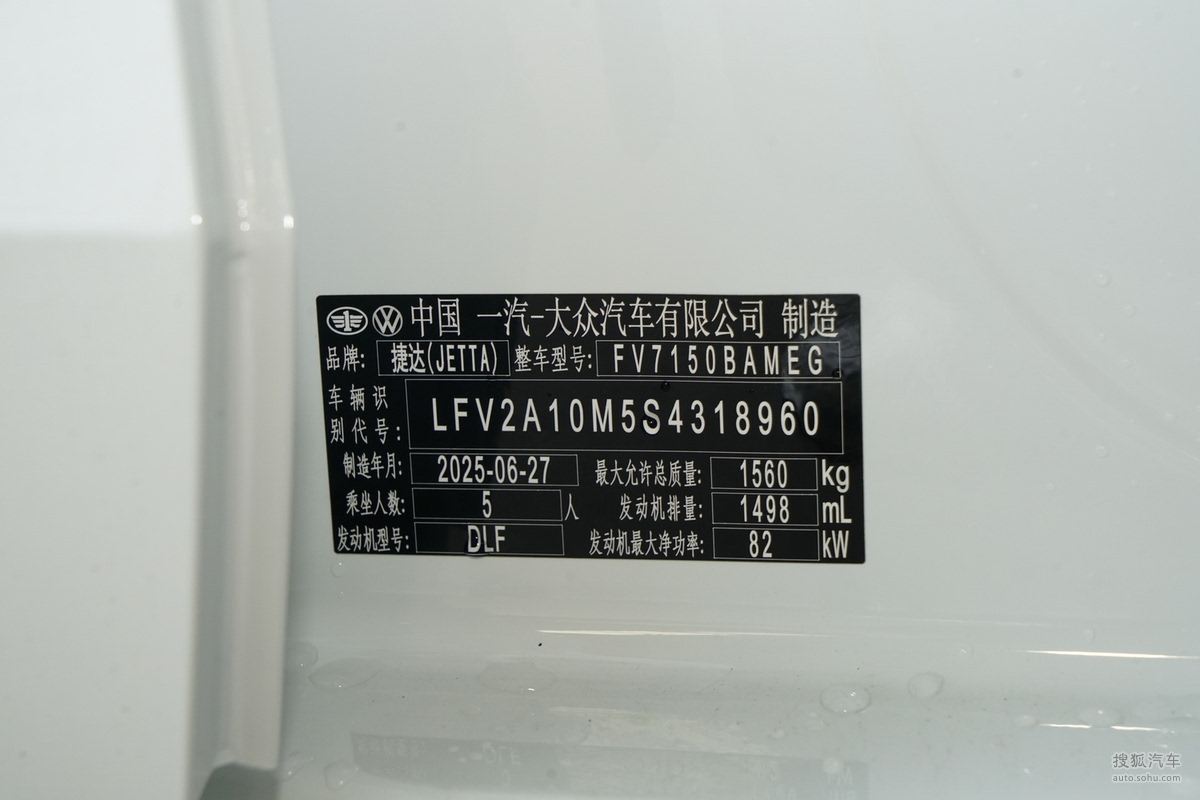 中国 一汽-大众汽车有限公司 制造
品牌: 捷达(JETTA) 整车型号: FV7150BAMEG
车辆识别代号: LFV2A10M5S4318960
制造年月: 2025-06-27 最大允许总质量: 1560 kg
乘坐人数: 5 人 发动机排量: 1498 mL
发动机型号: DLF 发动机最大净功率: 82 kW
搜狐汽车
auto.sohu.com